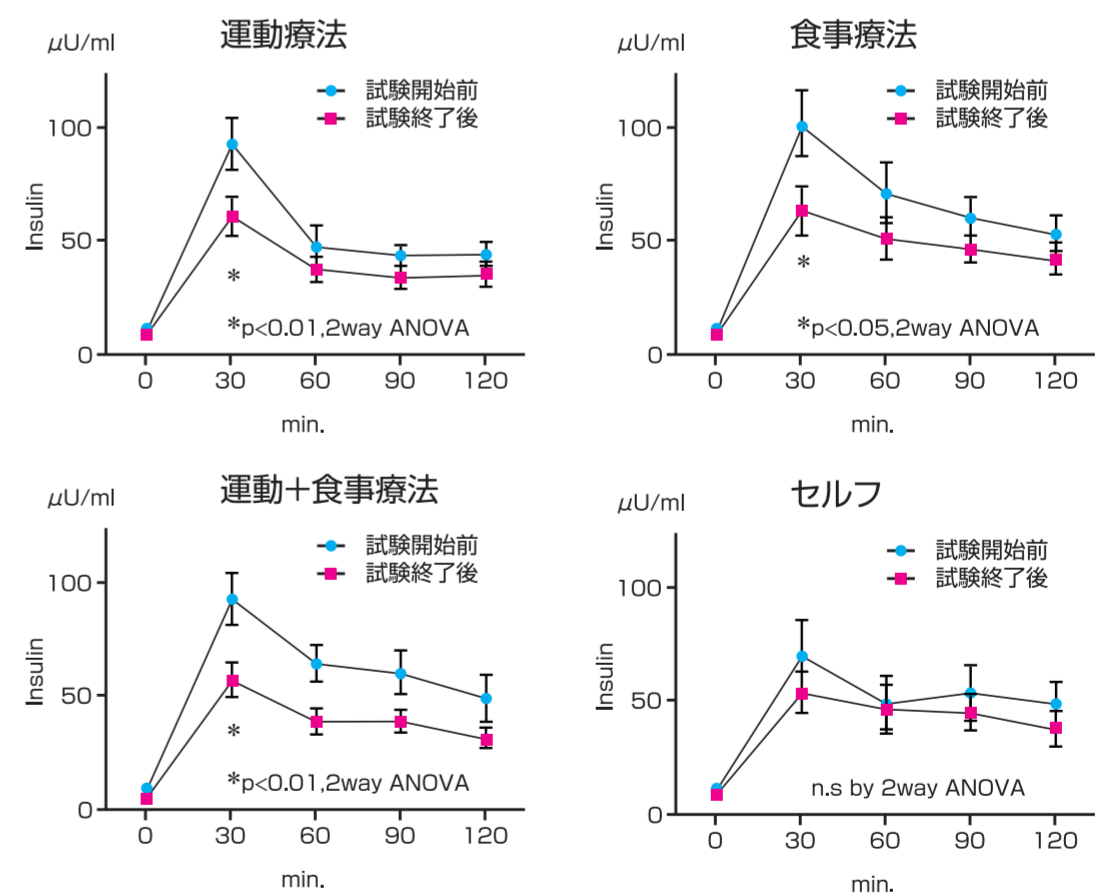 運動療法
μU/ml
試験開始前
試験終了後
100
50
0
Insulin
*
*p<0.01,2way ANOVA
0 30 60 90 120
min.
食事療法
μU/ml
試験開始前
試験終了後
100
50
0
Insulin
*
*p<0.05,2way ANOVA
0 30 60 90 120
min.
運動+食事療法
μU/ml
試験開始前
試験終了後
100
50
0
Insulin
*
*p<0.01,2way ANOVA
0 30 60 90 120
min.
セルフ
μU/ml
試験開始前
試験終了後
100
50
0
Insulin
n.s by 2way ANOVA
0 30 60 90 120
min.